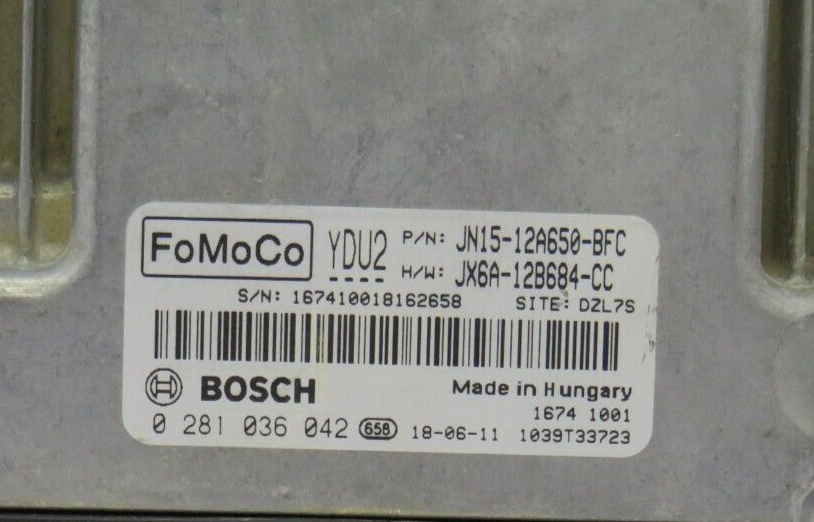 FoMoCo YDU2 P/N: JN15-12A650-BFC
H/W: JX6A-12B684-CC
S/N: 167410018162658 SITE: DZL7S
BOSCH Made in Hungary
1674 1001
0 281 036 042 658 18-06-11 1039T33723